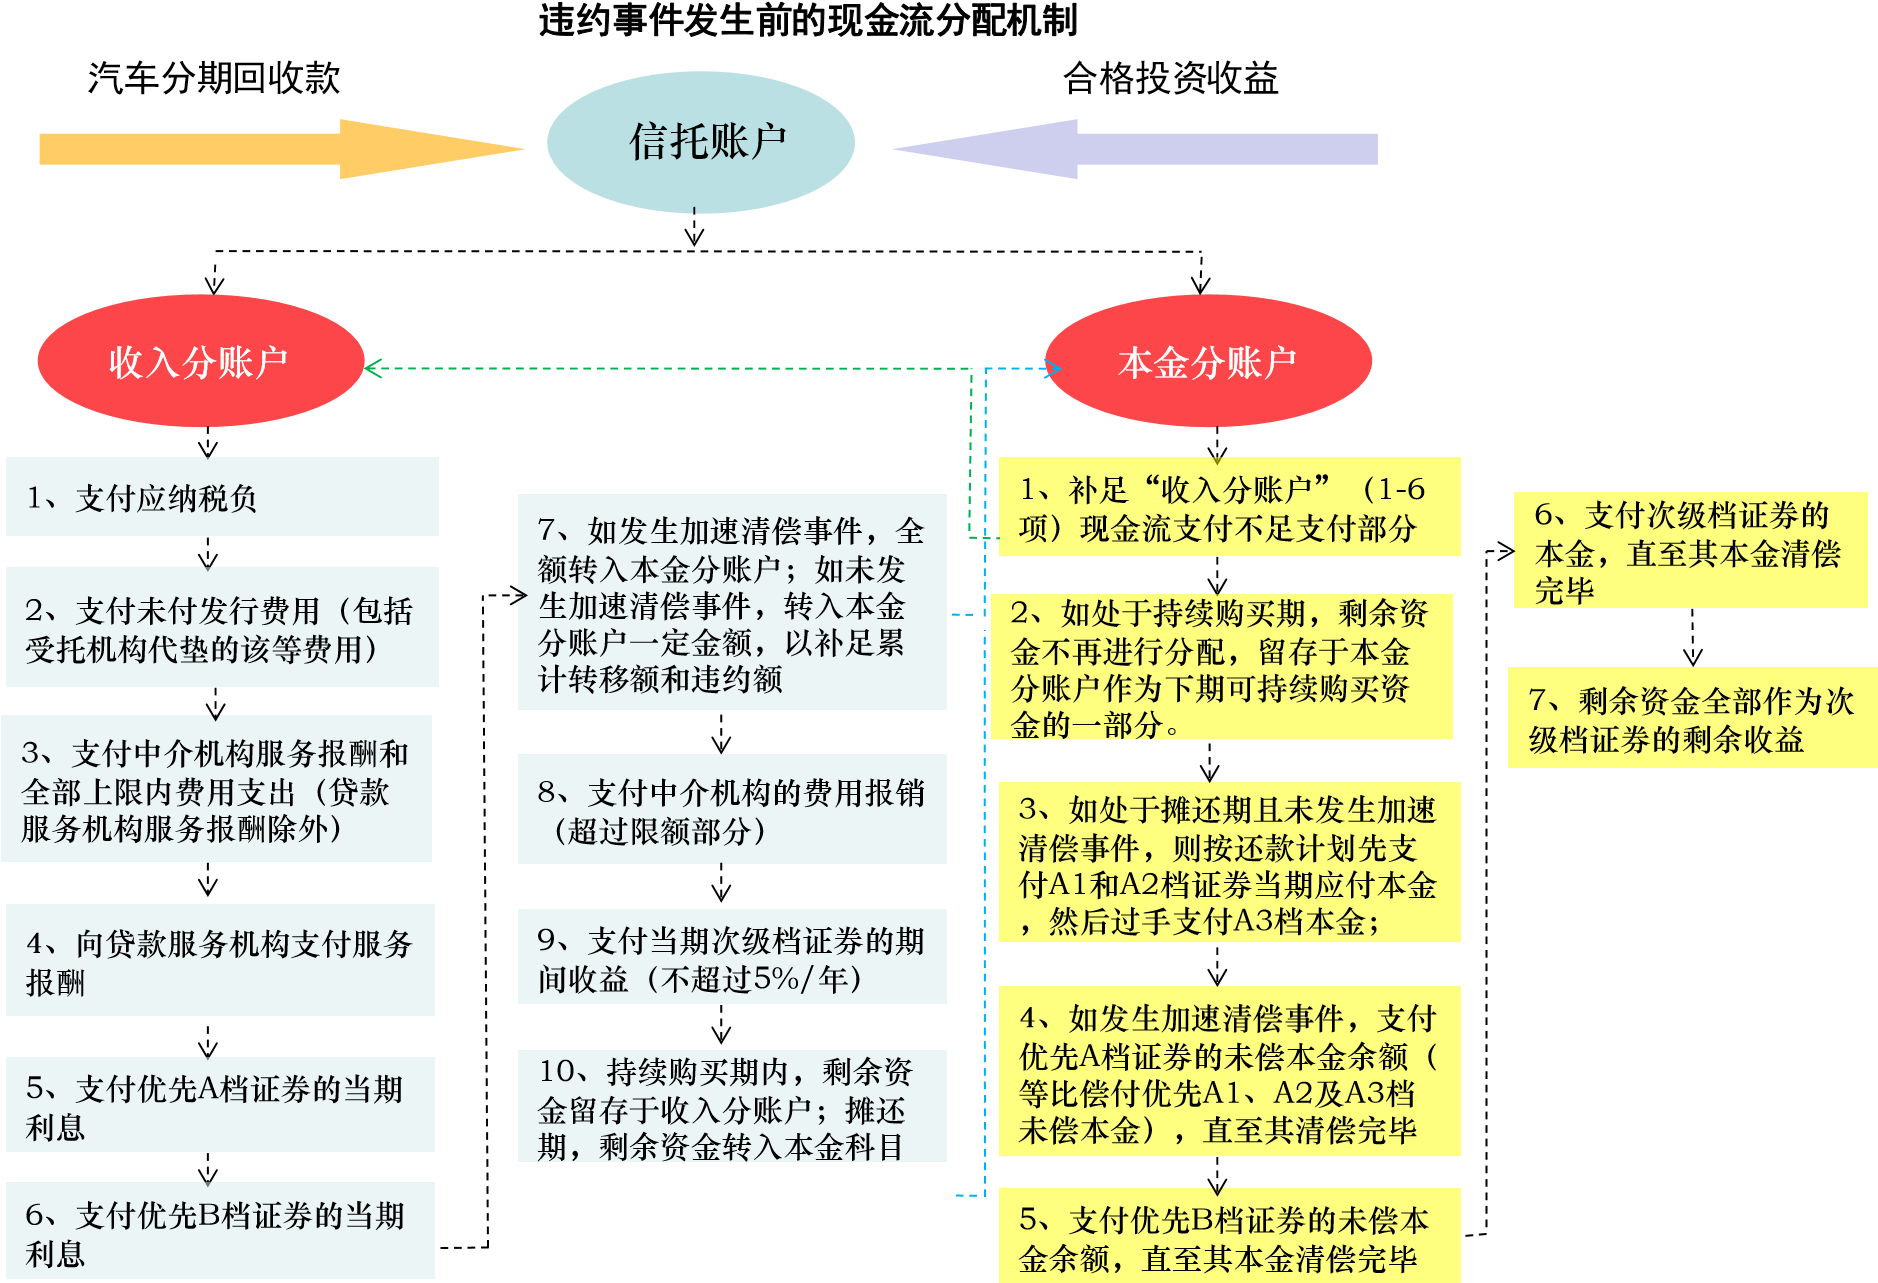 违约事件发生前的现金流分配机制
汽车分期回收款
合格投资收益
信托账户
收入分账户
本金分账户
1、支付应纳税负
2、支付未付发行费用（包括
受托机构代垫的该等费用）
3、支付中介机构服务报酬和
全部上限内费用支出（贷款
服务机构服务报酬除外）
4、向贷款服务机构支付服务
报酬
5、支付优先A档证券的当期
利息
6、支付优先B档证券的当期
利息
7、如发生加速清偿事件，全
额转入本金分账户；如未发
生加速清偿事件，转入本金
分账户一定金额，以补足累
计转移额和违约额
8、支付中介机构的费用报销
（超过限额部分）
9、支付当期次级档证券的期
间收益（不超过5%/年）
10、持续购买期内，剩余资
金留存于收入分账户；摊还
期，剩余资金转入本金科目
1、补足“收入分账户”（1-6
项）现金流支付不足支付部分
2、如处于持续购买期，剩余资
金不再进行分配，留存于本金
分账户作为下期可持续购买资
金的一部分。
3、如处于摊还期且未发生加速
清偿事件，则按还款计划先支
付A1和A2档证券当期应付本金
，然后过手支付A3档本金；
4、如发生加速清偿事件，支付
优先A档证券的未偿本金余额（
等比偿付优先A1、A2及A3档
未偿本金），直至其清偿完毕
5、支付优先B档证券的未偿本
金余额，直至其本金清偿完毕
6、支付次级档证券的
本金，直至其本金清偿
完毕
7、剩余资金全部作为次
级档证券的剩余收益